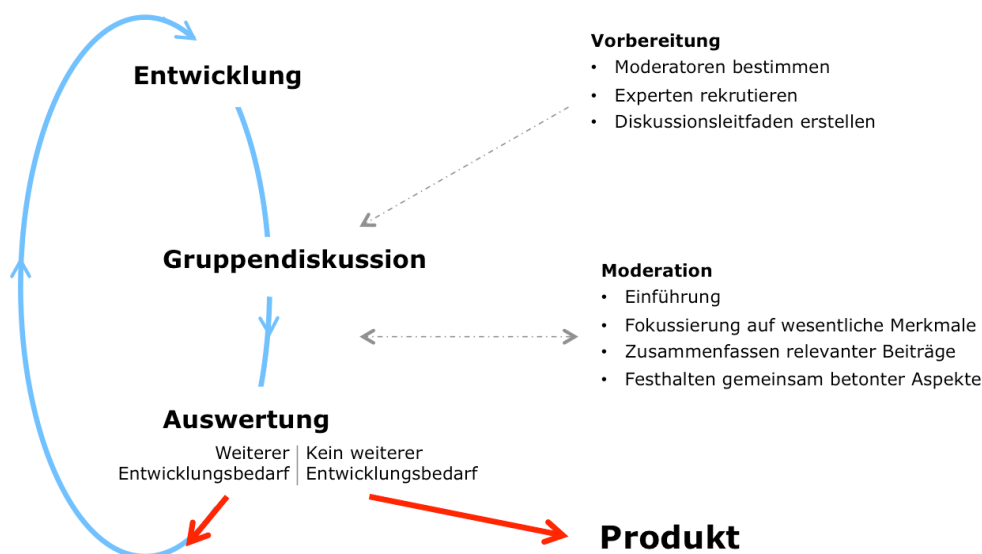 Entwicklung
Vorbereitung
• Moderatoren bestimmen
• Experten rekrutieren
• Diskussionsleitfaden erstellen
Gruppendiskussion
Moderation
• Einführung
• Fokussierung auf wesentliche Merkmale
• Zusammenfassen relevanter Beiträge
• Festhalten gemeinsam betonter Aspekte
Auswertung
Weiterer
Entwicklungsbedarf
Kein weiterer
Entwicklungsbedarf
Produkt